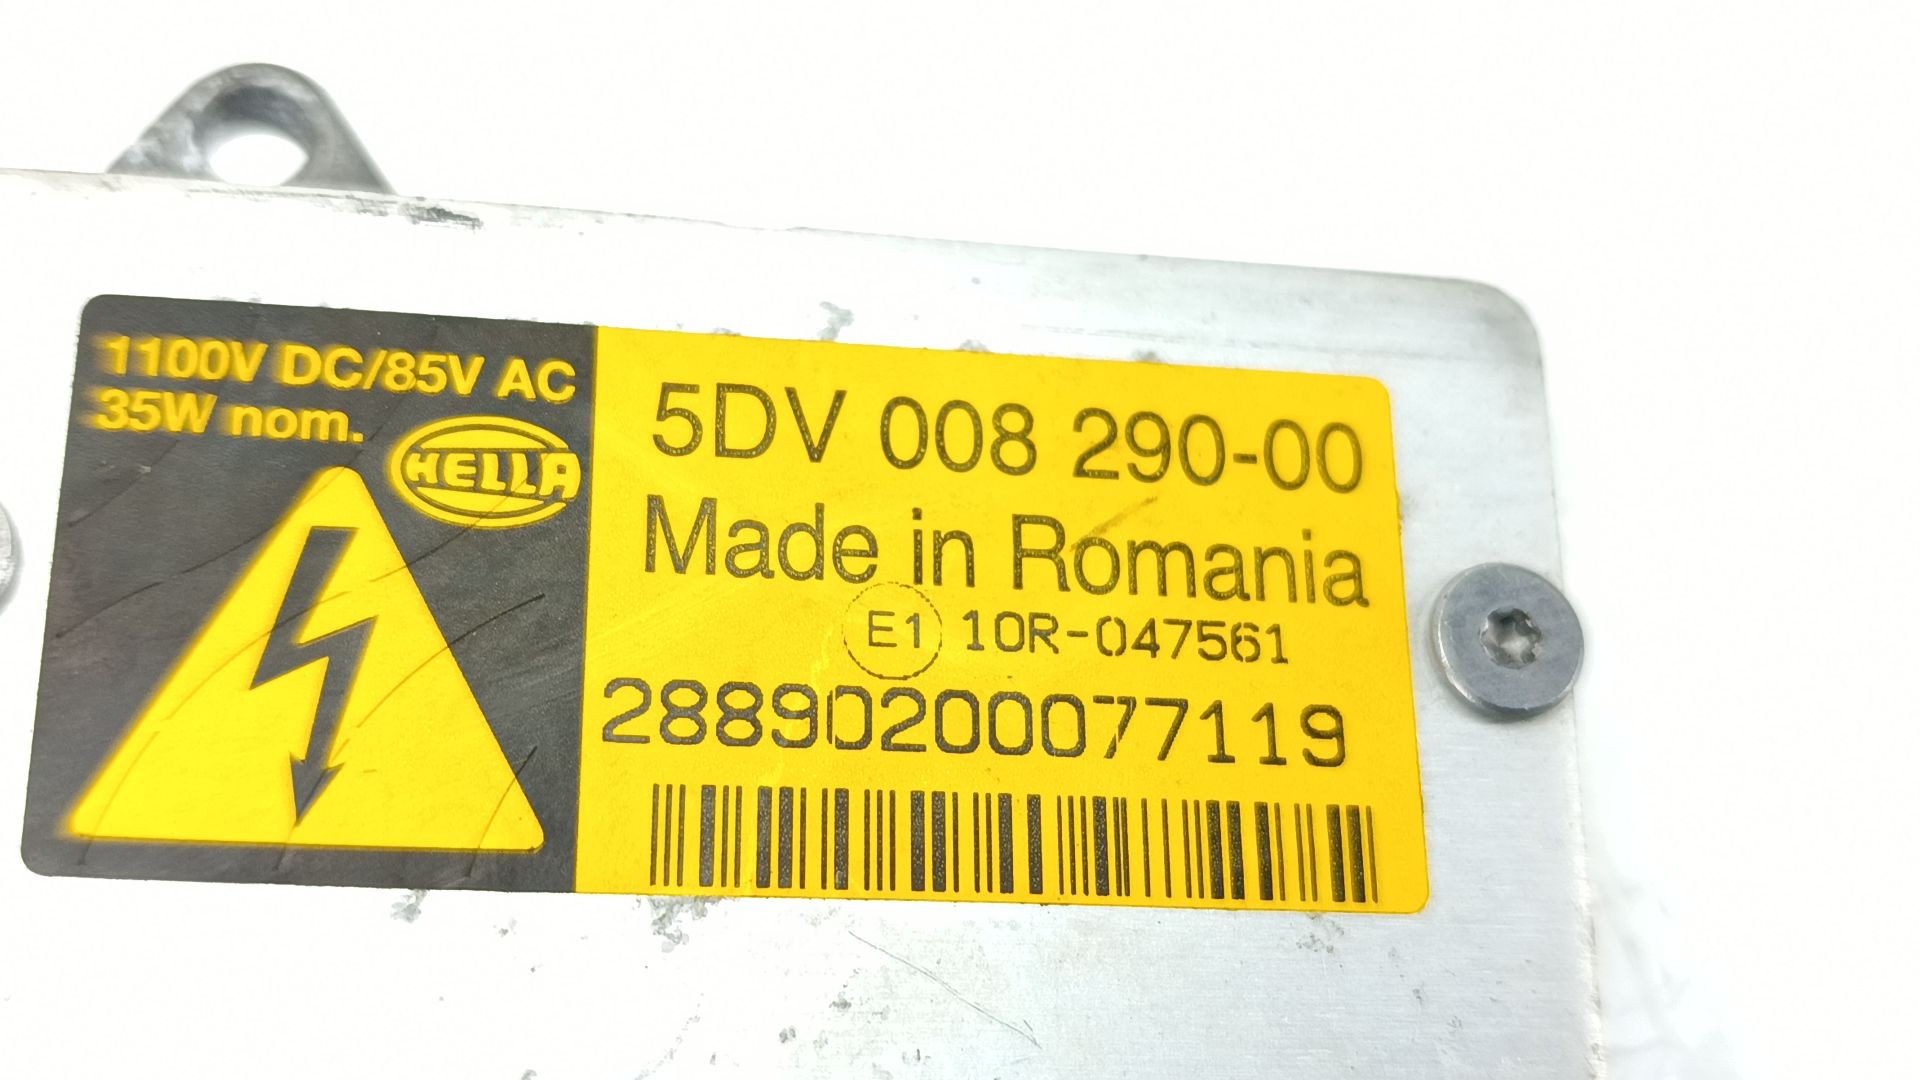 1100V DC/85V AC
35W nom.
HELLA
5DV 008 290-00
Made in Romania
E1 10R-047561
28890200077119